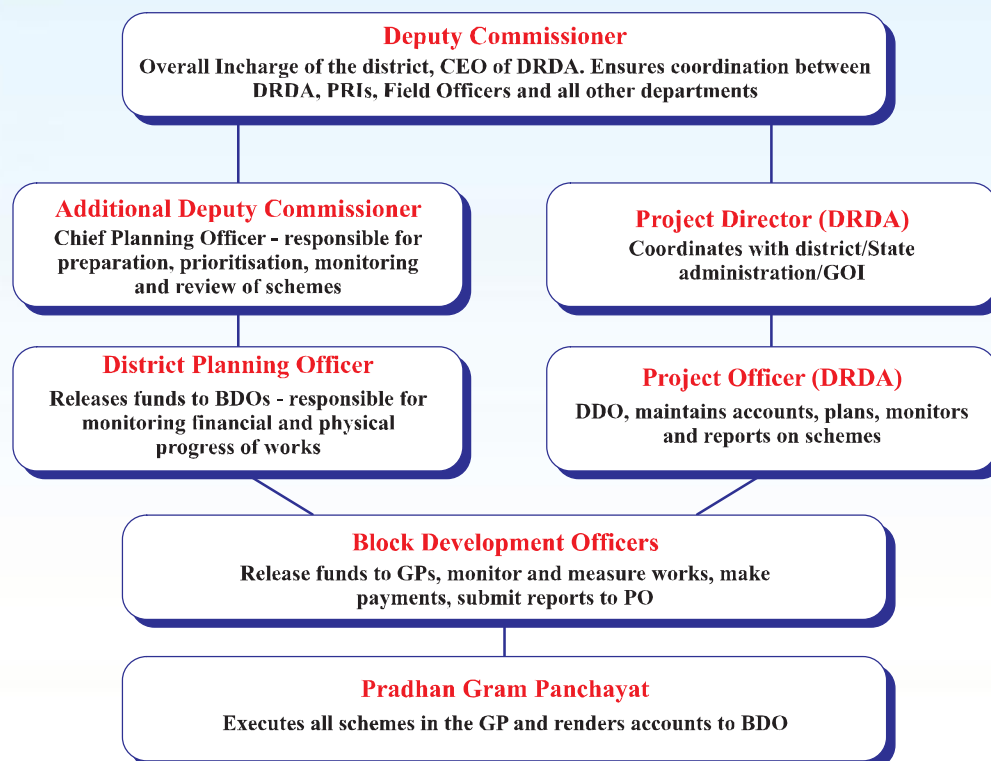 Deputy Commissioner
Overall Incharge of the district, CEO of DRDA. Ensures coordination between
DRDA, PRIs, Field Officers and all other departments
Additional Deputy Commissioner
Chief Planning Officer - responsible for
preparation, prioritisation, monitoring
and review of schemes
Project Director (DRDA)
Coordinates with district/State
administration/GOI
District Planning Officer
Releases funds to BDOs - responsible for
monitoring financial and physical
progress of works
Project Officer (DRDA)
DDO, maintains accounts, plans, monitors
and reports on schemes
Block Development Officers
Release funds to GPs, monitor and measure works, make
payments, submit reports to PO
Pradhan Gram Panchayat
Executes all schemes in the GP and renders accounts to BDO